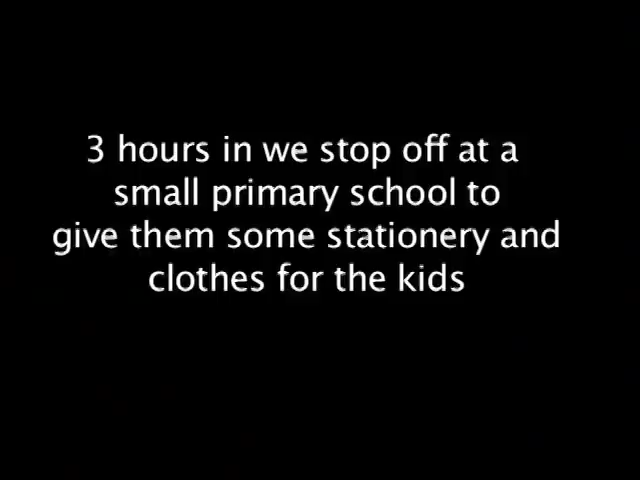 3 hours in we stop off at a
small primary school to
give them some stationery and
clothes for the kids